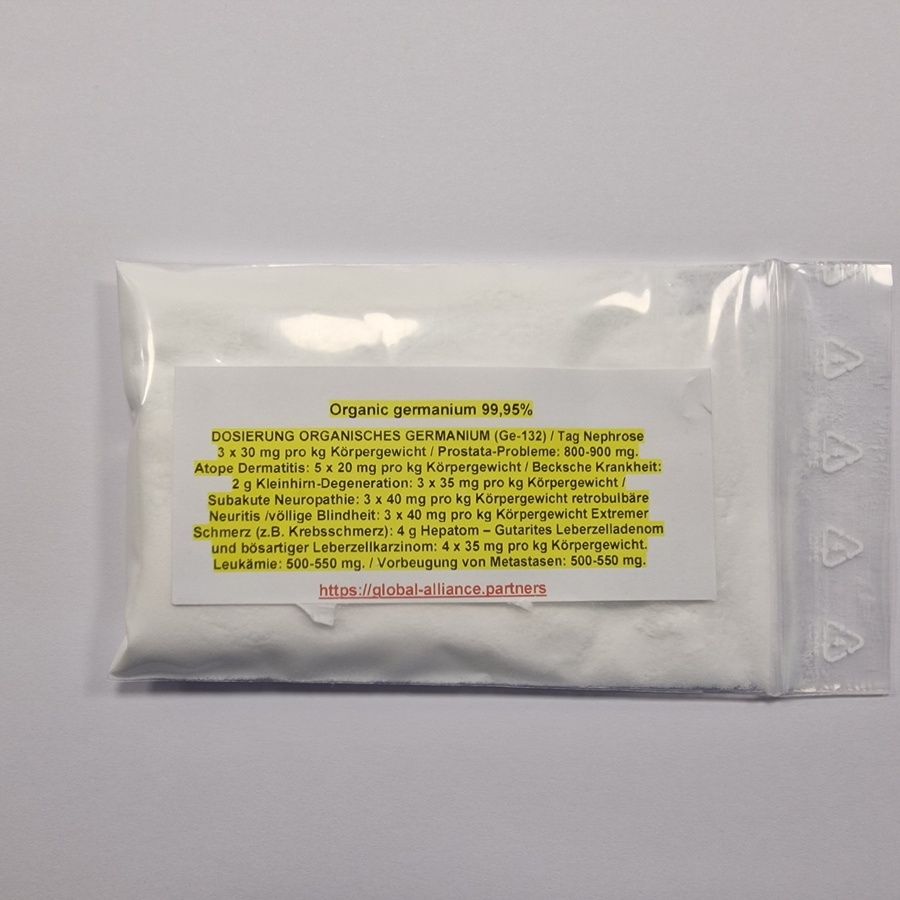 Organic germanium 99,95%
DOSIERUNG ORGANISCHES GERMANIUM (Ge-132) / Tag Nephrose
3 x 30 mg pro kg Körpergewicht / Prostata-Probleme: 800-900 mg.
Atope Dermatitis: 5 x 20 mg pro kg Körpergewicht / Becksche Krankheit:
2 g Kleinhirn-Degeneration: 3 x 35 mg pro kg Körpergewicht /
Subakute Neuropathie: 3 x 40 mg pro kg Körpergewicht retrobulbäre
Neuritis /völlige Blindheit: 3 x 40 mg pro kg Körpergewicht Extremer
Schmerz (z.B. Krebsschmerz): 4 g Hepatom – Gutarites Leberzelladenom
und bösartiger Leberzellkarzinom: 4 x 35 mg pro kg Körpergewicht.
Leukämie: 500-550 mg. / Vorbeugung von Metastasen: 500-550 mg.
https://global-alliance.partners